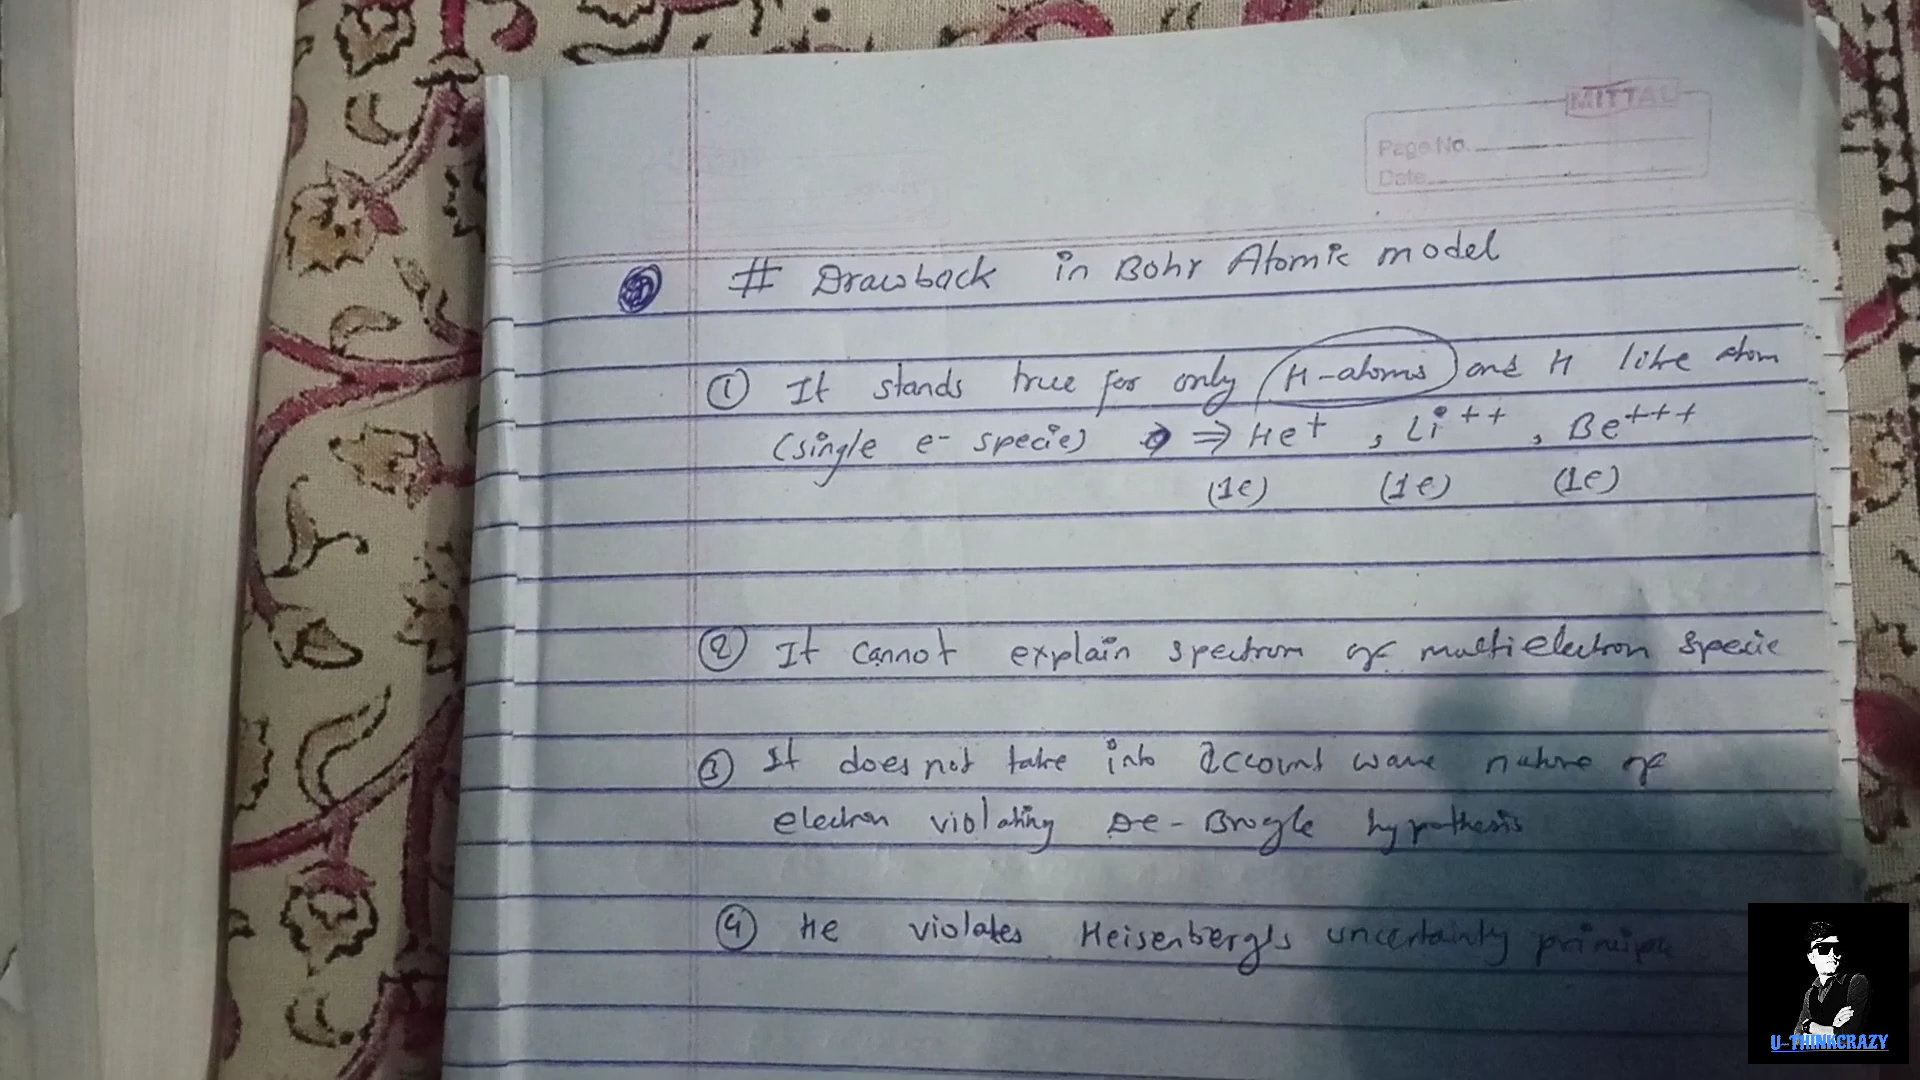 MITTAL
Page No.
Date
# Drawback in Bohr Atomic model
① It stands true for only H-atoms and H like atom
(single e- specie) ⇒ He+ , Li++ , Be+++
(1e) (1e) (1e)
② It cannot explain spectrum of multielectron specie
③ It does not take into account wave nature of
electron violating De-Brogle hypothesis
④ He violates Heisenberg's uncertainty principle
U-THINKCRAZY